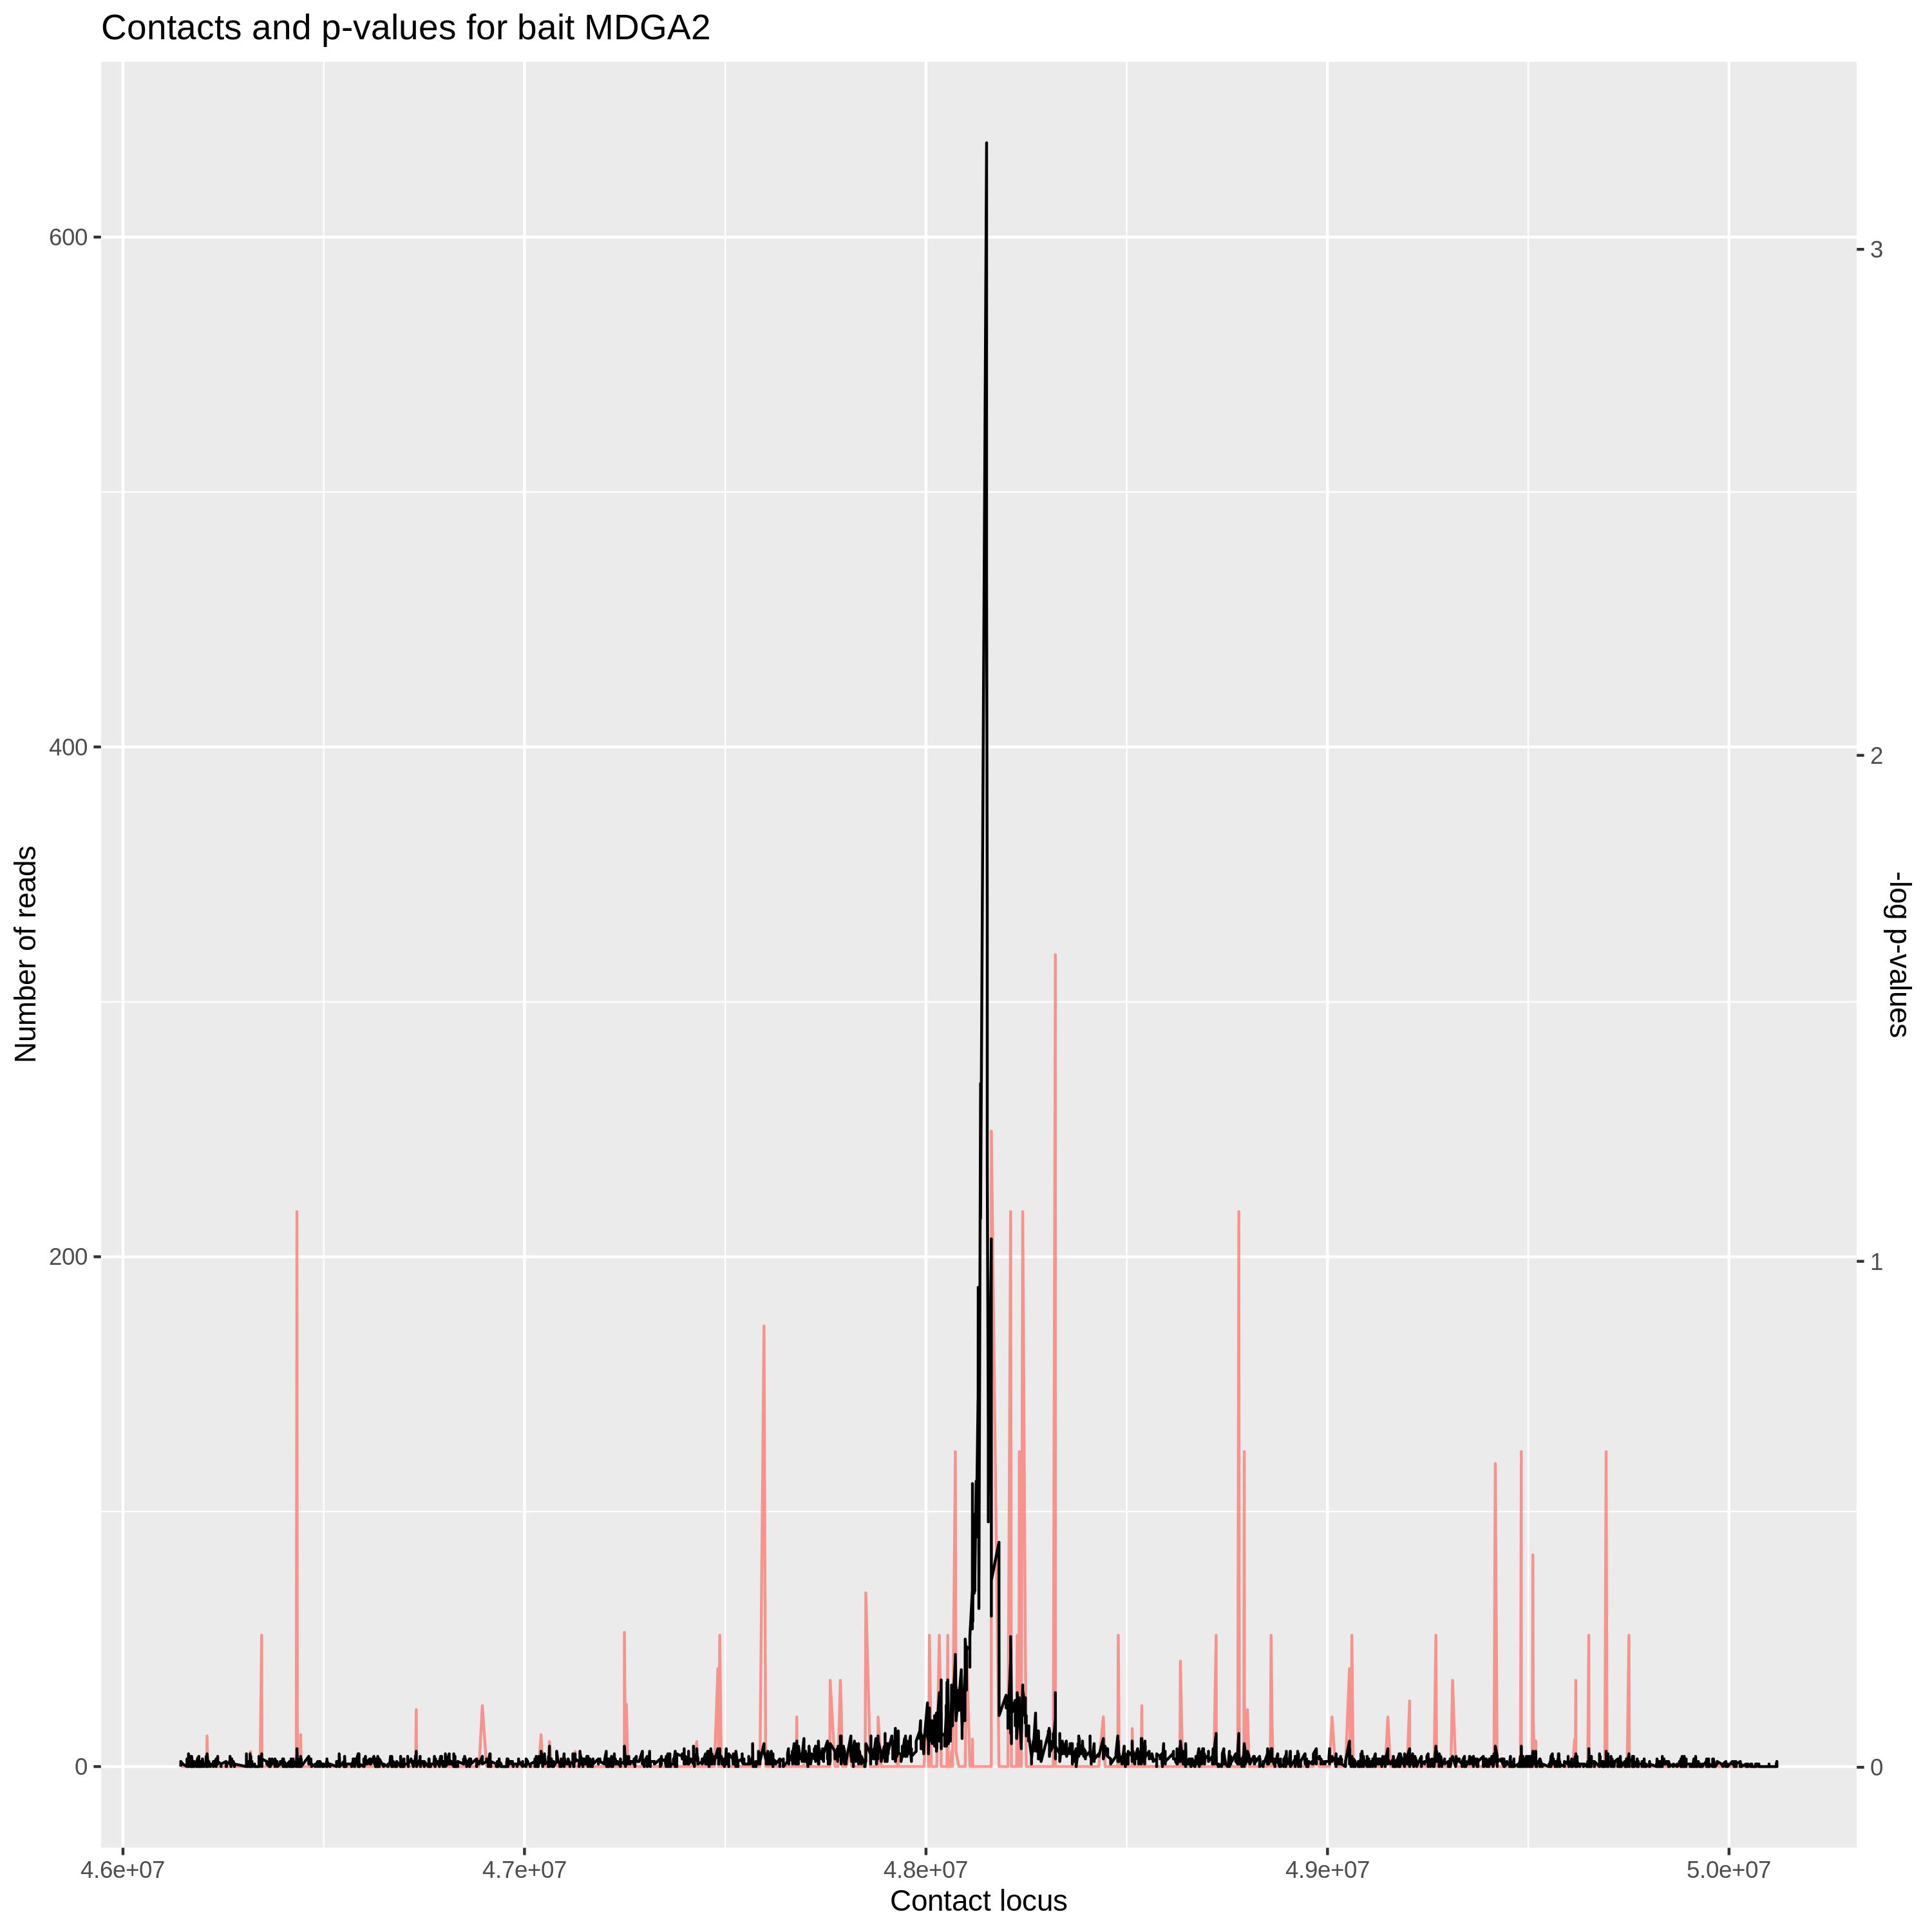 Contacts and p-values for bait MDGA2
600
400
200
0
Number of reads
3
2
1
0
-log p-values
4.6e+07 4.7e+07 4.8e+07 4.9e+07 5.0e+07
Contact locus